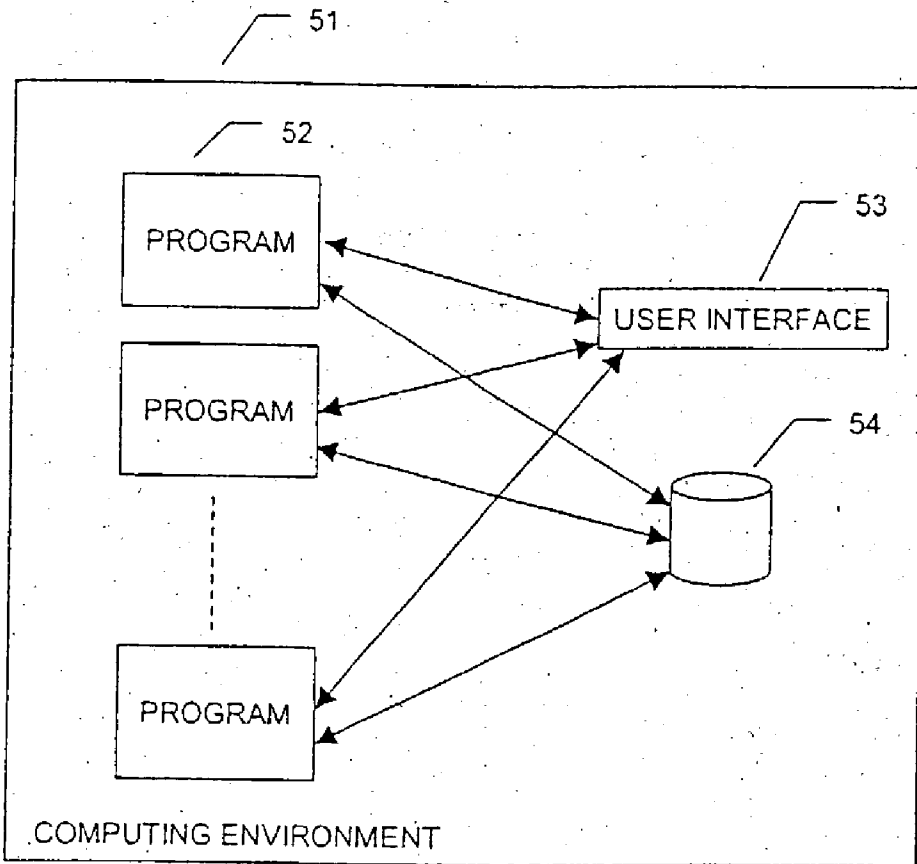 51
52
53
PROGRAM
USER INTERFACE
PROGRAM
54
PROGRAM
COMPUTING ENVIRONMENT